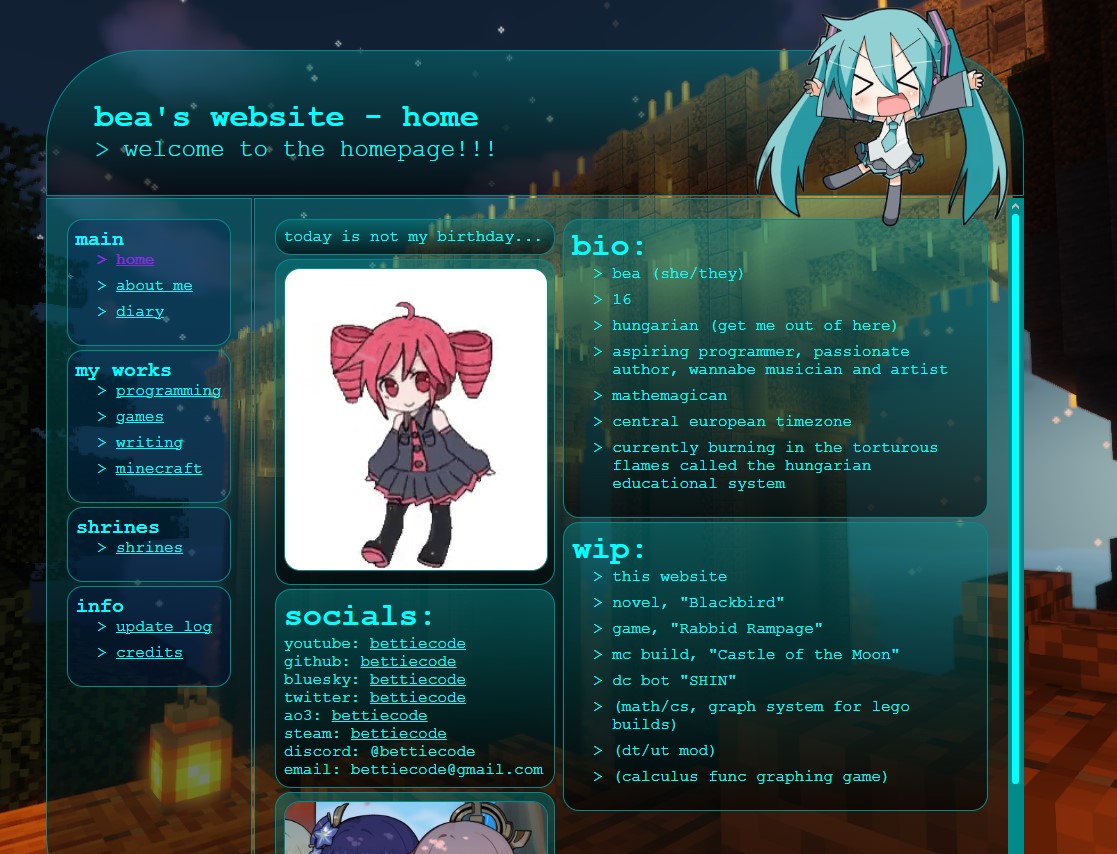 bea's website - home
> welcome to the homepage!!!
main
> home
> about me
> diary
my works
> programming
> games
> writing
> minecraft
shrines
> shrines
info
> update log
> credits
today is not my birthday...
socials:
youtube: bettiecode
github: bettiecode
bluesky: bettiecode
twitter: bettiecode
ao3: bettiecode
steam: bettiecode
discord: @bettiecode
email: bettiecode@gmail.com
bio:
> bea (she/they)
> 16
> hungarian (get me out of here)
> aspiring programmer, passionate
author, wannabe musician and artist
> mathemagican
> central european timezone
> currently burning in the torturous
flames called the hungarian
educational system
wip:
> this website
> novel, "Blackbird"
> game, "Rabbid Rampage"
> mc build, "Castle of the Moon"
> dc bot "SHIN"
> (math/cs, graph system for lego
builds)
> (dt/ut mod)
> (calculus func graphing game)